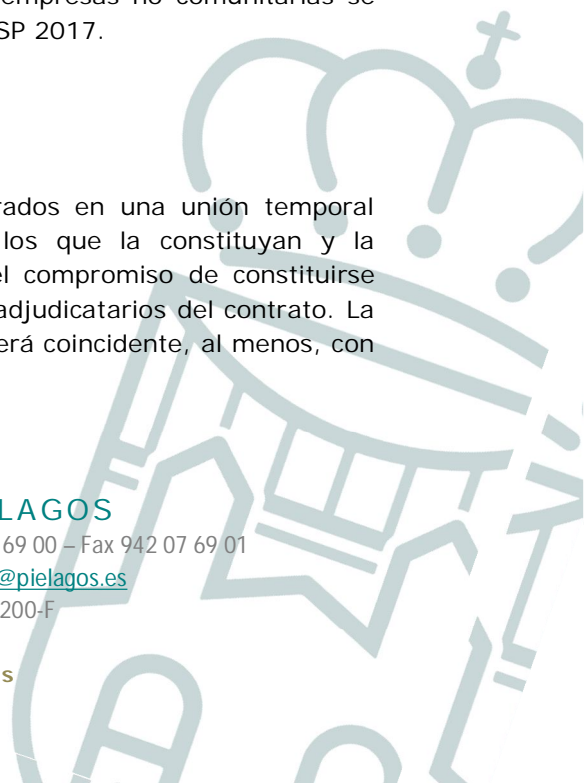 empresas no comunitarias se
SP 2017.
rados en una unión temporal
los que la constituyan y la
el compromiso de constituirse
adjudicatarios del contrato. La
erá coincidente, al menos, con
LAGOS
69 00 – Fax 942 07 69 01
@pielagos.es
200-F
s